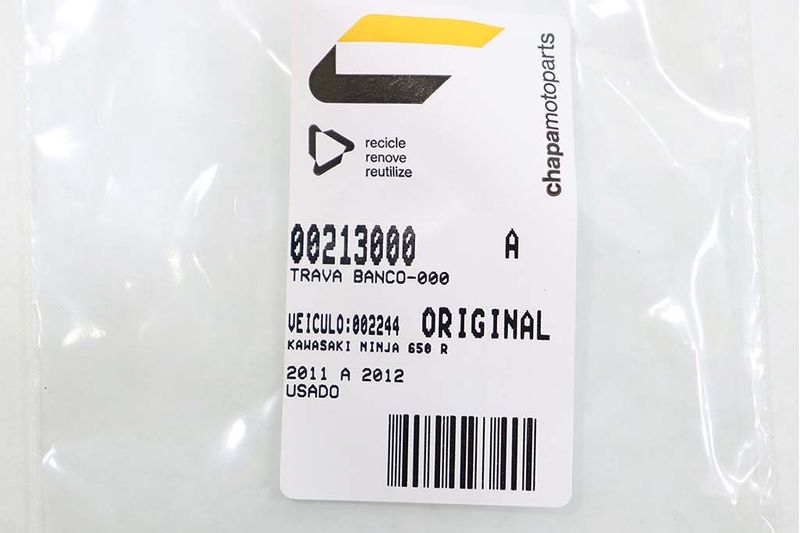 chapamotoparts
recicle
renove
reutilize
00213000 A
TRAVA BANCO-000
VEICULO:002244 ORIGINAL
KAWASAKI NINJA 650 R
2011 A 2012
USADO